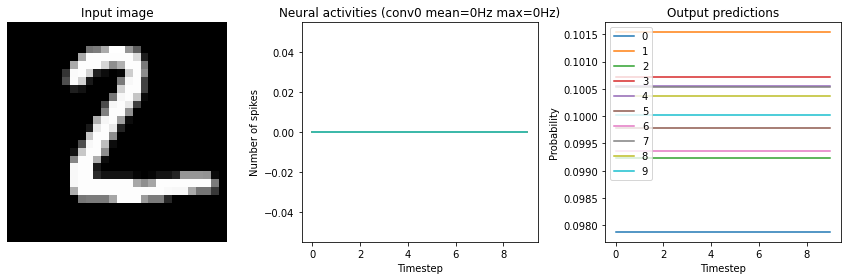 Input image
2
Neural activities (conv0 mean=0Hz max=0Hz)
Number of spikes
0.04
0.02
0.00
−0.02
−0.04
0 2 4 6 8
Timestep
Output predictions
Probability
0.1015
0.1010
0.1005
0.1000
0.0995
0.0990
0.0985
0.0980
0
1
2
3
4
5
6
7
8
9
0 2 4 6 8
Timestep